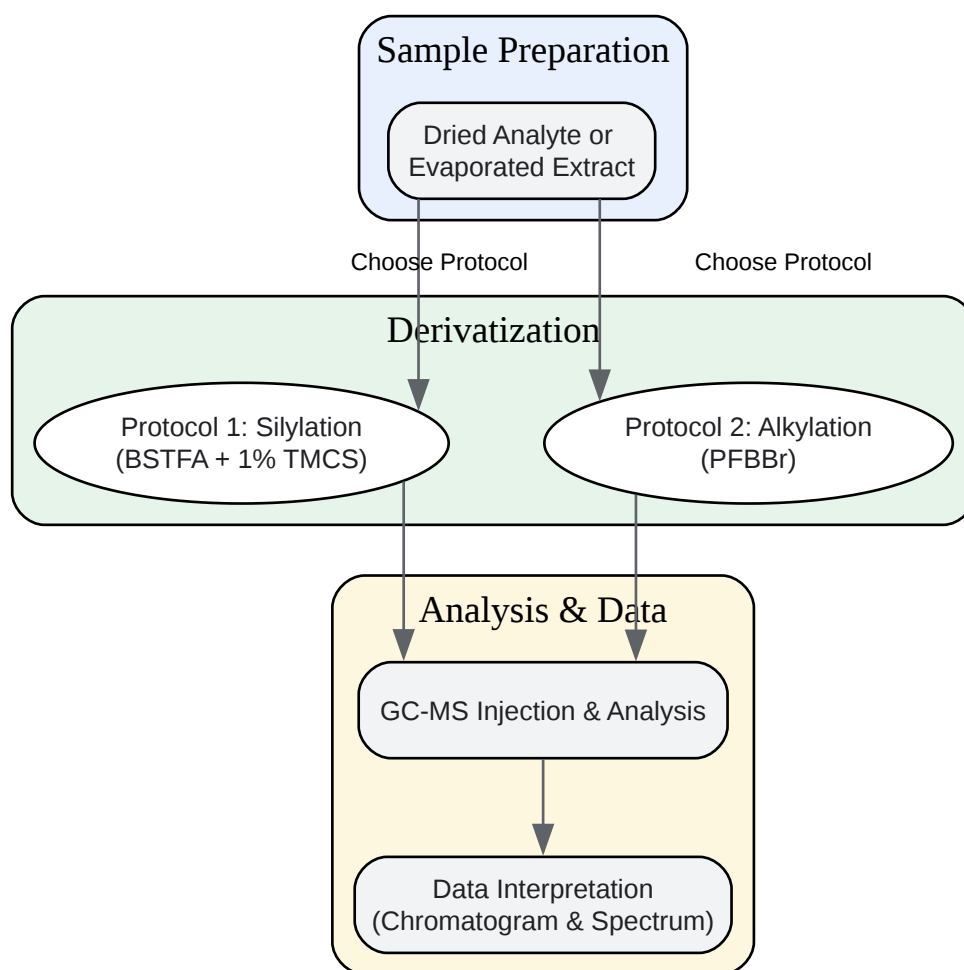 Sample Preparation
Dried Analyte or
Evaporated Extract
Choose Protocol
Choose Protocol
Derivatization
Protocol 1: Silylation
(BSTFA + 1% TMCS)
Protocol 2: Alkylation
(PFBBr)
Analysis & Data
GC-MS Injection & Analysis
Data Interpretation
(Chromatogram & Spectrum)